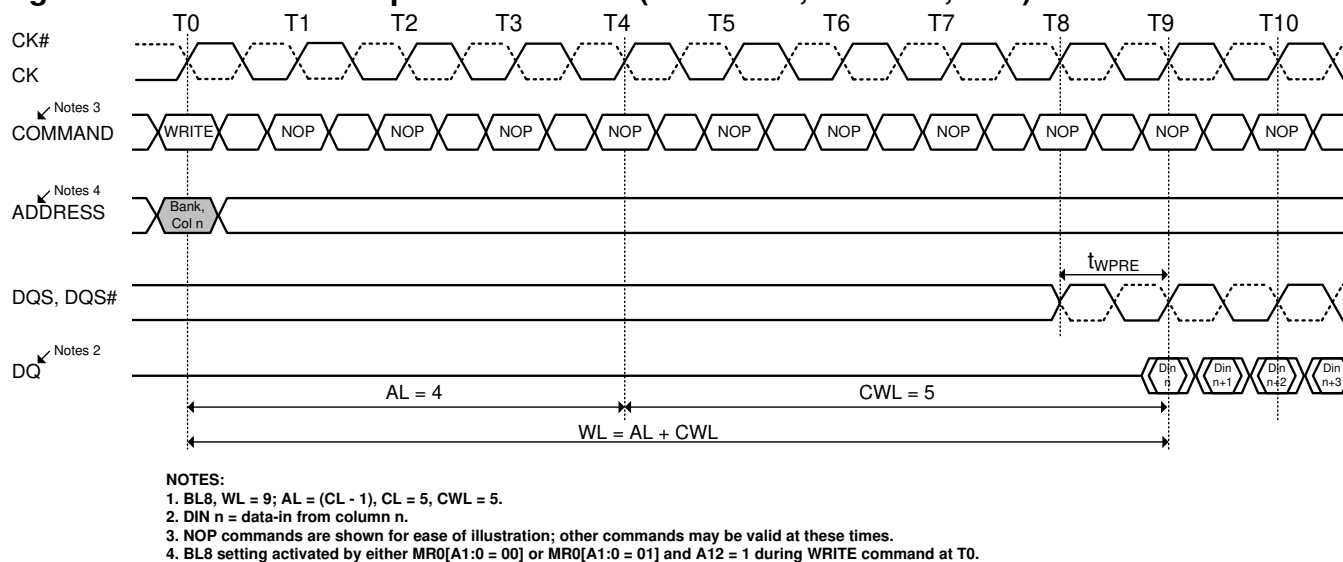 T0 T1 T2 T3 T4 T5 T6 T7 T8 T9 T10
CK#
CK
Notes 3
COMMAND WRITE NOP NOP NOP NOP NOP NOP NOP NOP NOP NOP
Notes 4
ADDRESS
Bank,
Col n
tWPRE
DQS, DQS#
Notes 2
DQ
Din
n
Din
n+1
Din
n+2
Din
n+3
AL = 4 CWL = 5
WL = AL + CWL
NOTES:
1. BL8, WL = 9; AL = (CL - 1), CL = 5, CWL = 5.
2. DIN n = data-in from column n.
3. NOP commands are shown for ease of illustration; other commands may be valid at these times.
4. BL8 setting activated by either MR0[A1:0 = 00] or MR0[A1:0 = 01] and A12 = 1 during WRITE command at T0.